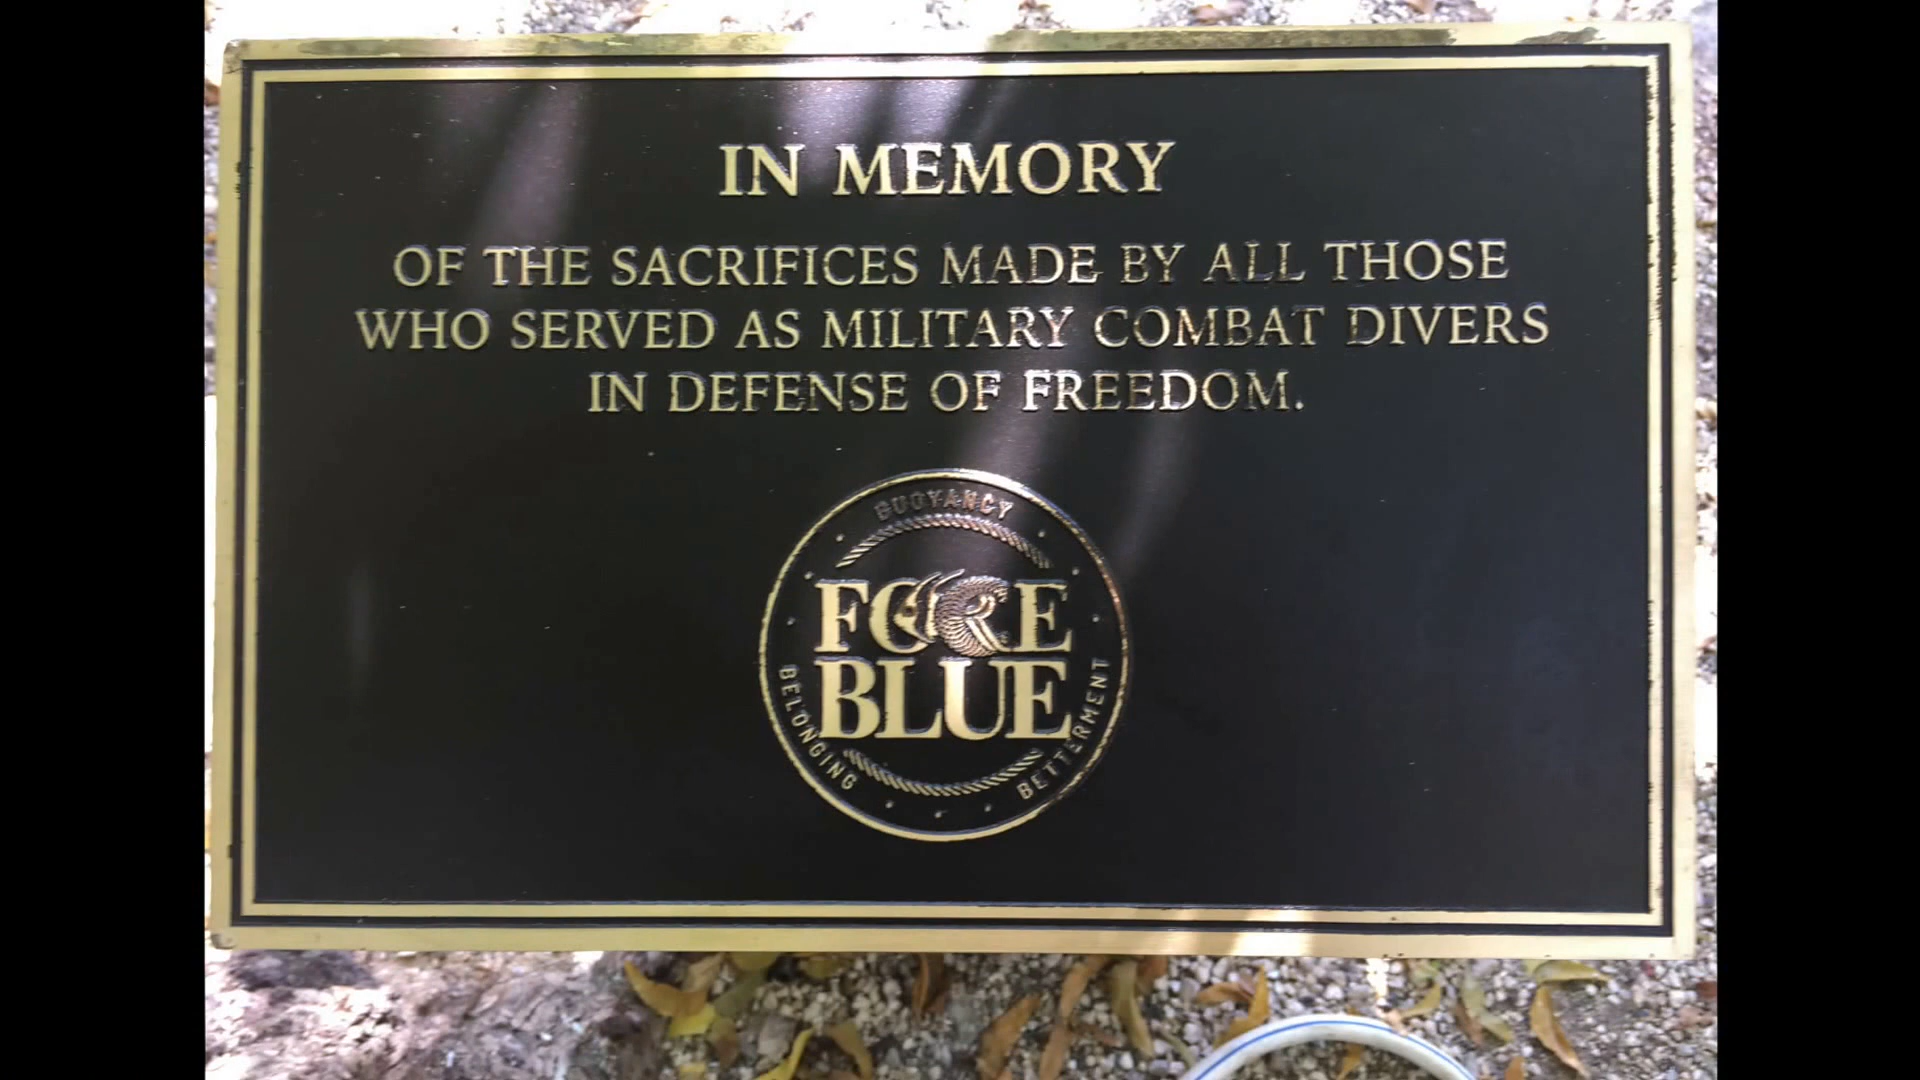 IN MEMORY
OF THE SACRIFICES MADE BY ALL THOSE
WHO SERVED AS MILITARY COMBAT DIVERS
IN DEFENSE OF FREEDOM.
BUOYANCY
FORCE
BLUE
BELONGING
BETTERMENT